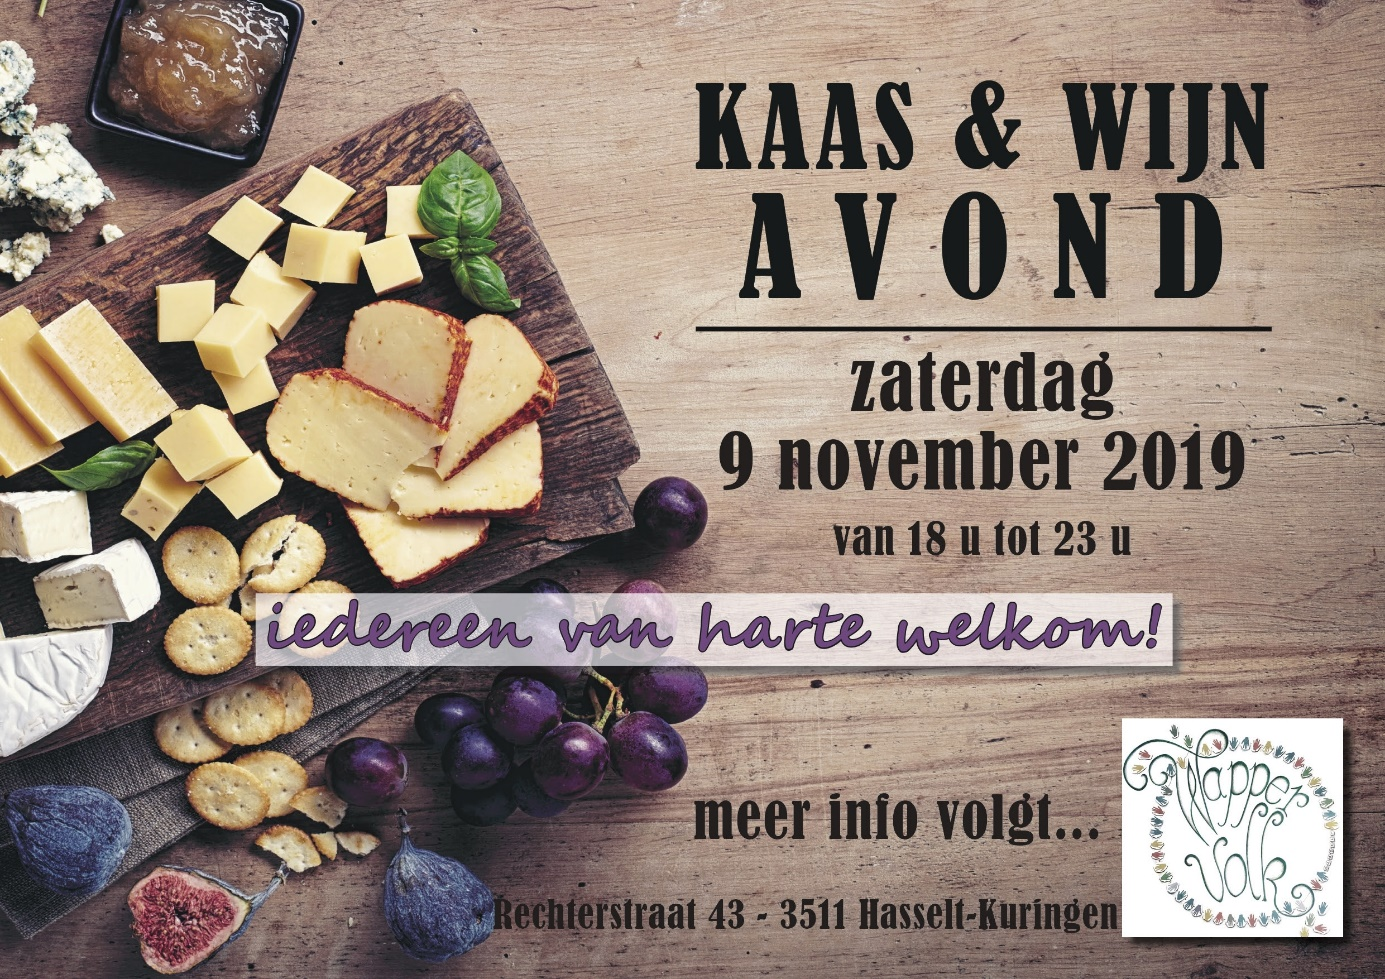 KAAS & WIJN
AVOND
zaterdag
9 november 2019
van 18 u tot 23 u
iedereen van harte welkom!
meer info volgt...
Wapper
Volk
Rechterstraat 43 - 3511 Hasselt-Kuringen